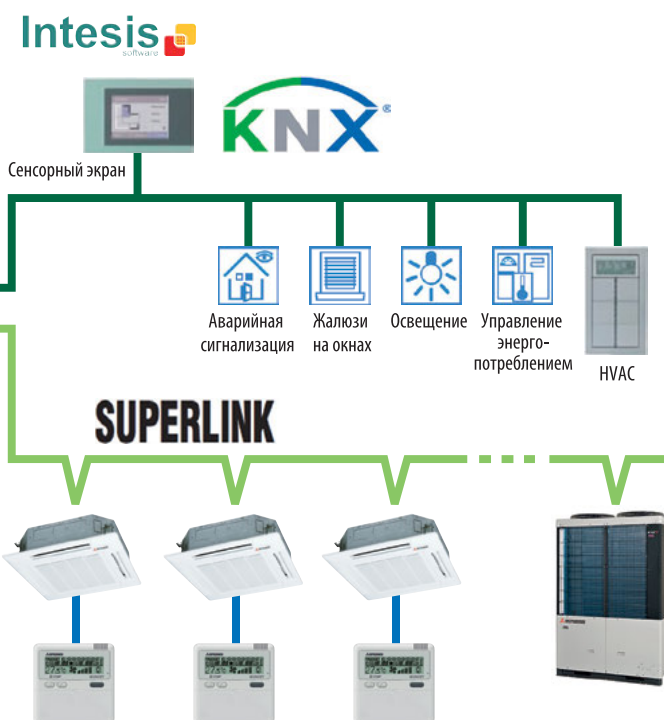 Intesis
software
KNX
®
Сенсорный экран
Аварийная
сигнализация
Жалюзи
на окнах
Освещение
Управление
энерго-
потреблением
HVAC
SUPERLINK